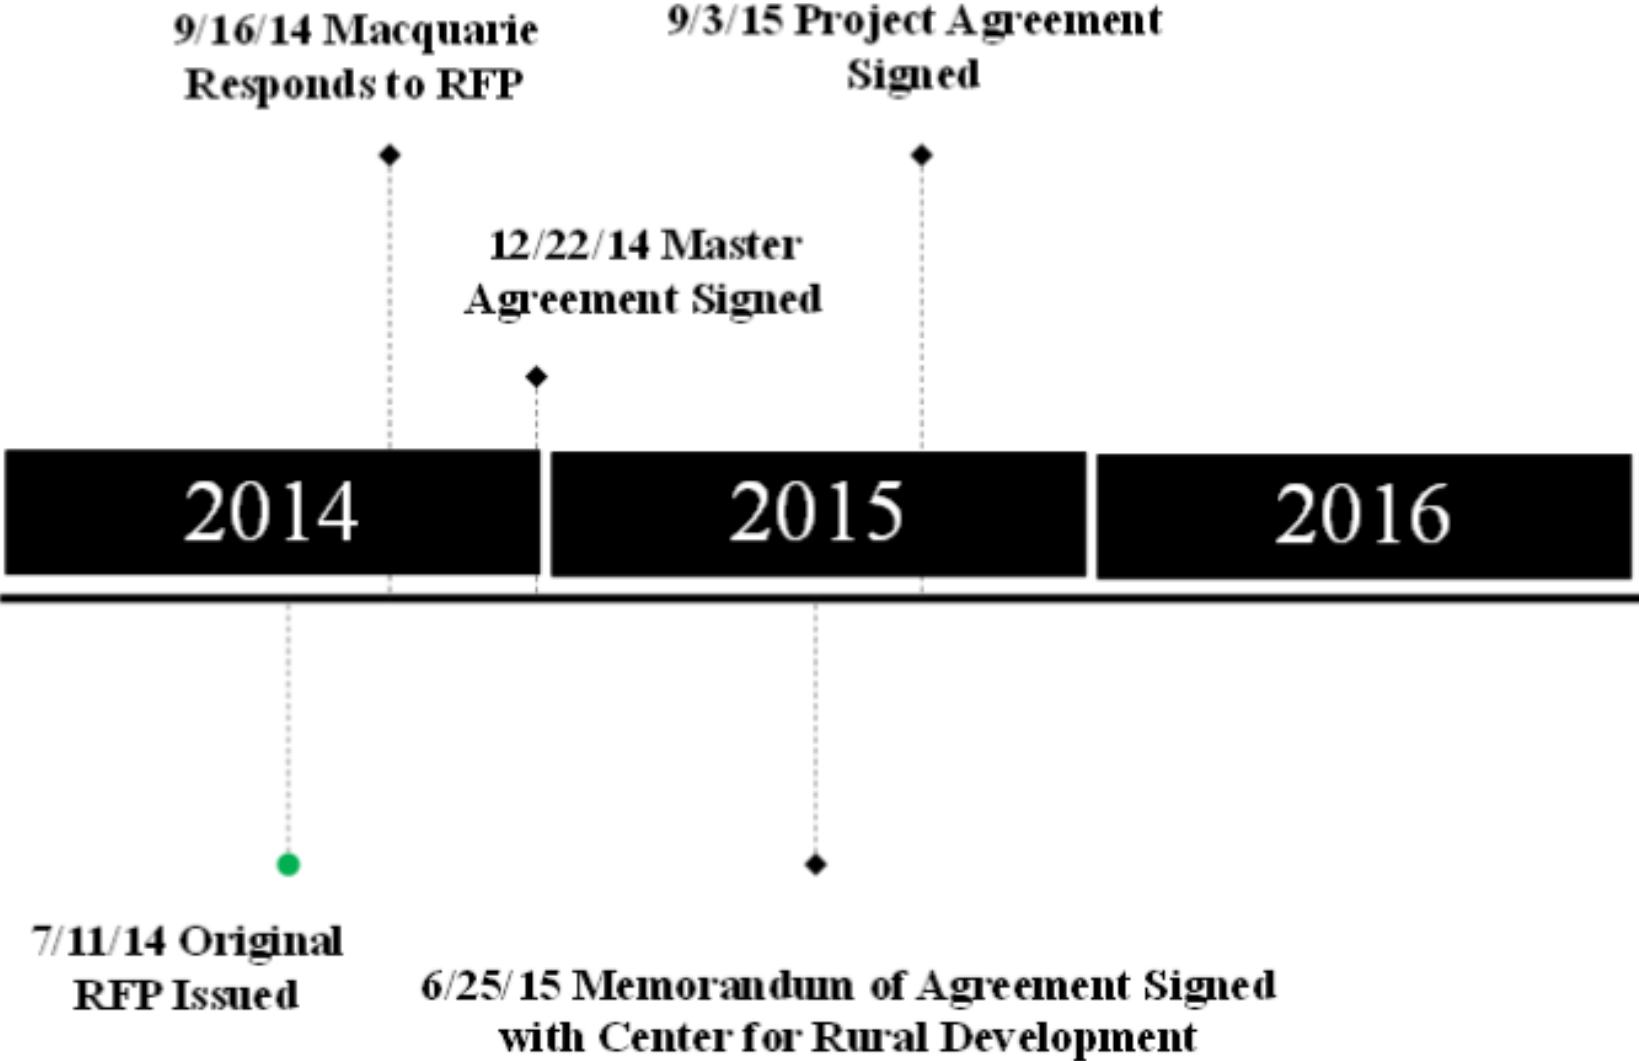 9/16/14 Macquarie
Responds to RFP
9/3/15 Project Agreement
Signed
12/22/14 Master
Agreement Signed
2014
2015
2016
7/11/14 Original
RFP Issued
6/25/15 Memorandum of Agreement Signed
with Center for Rural Development